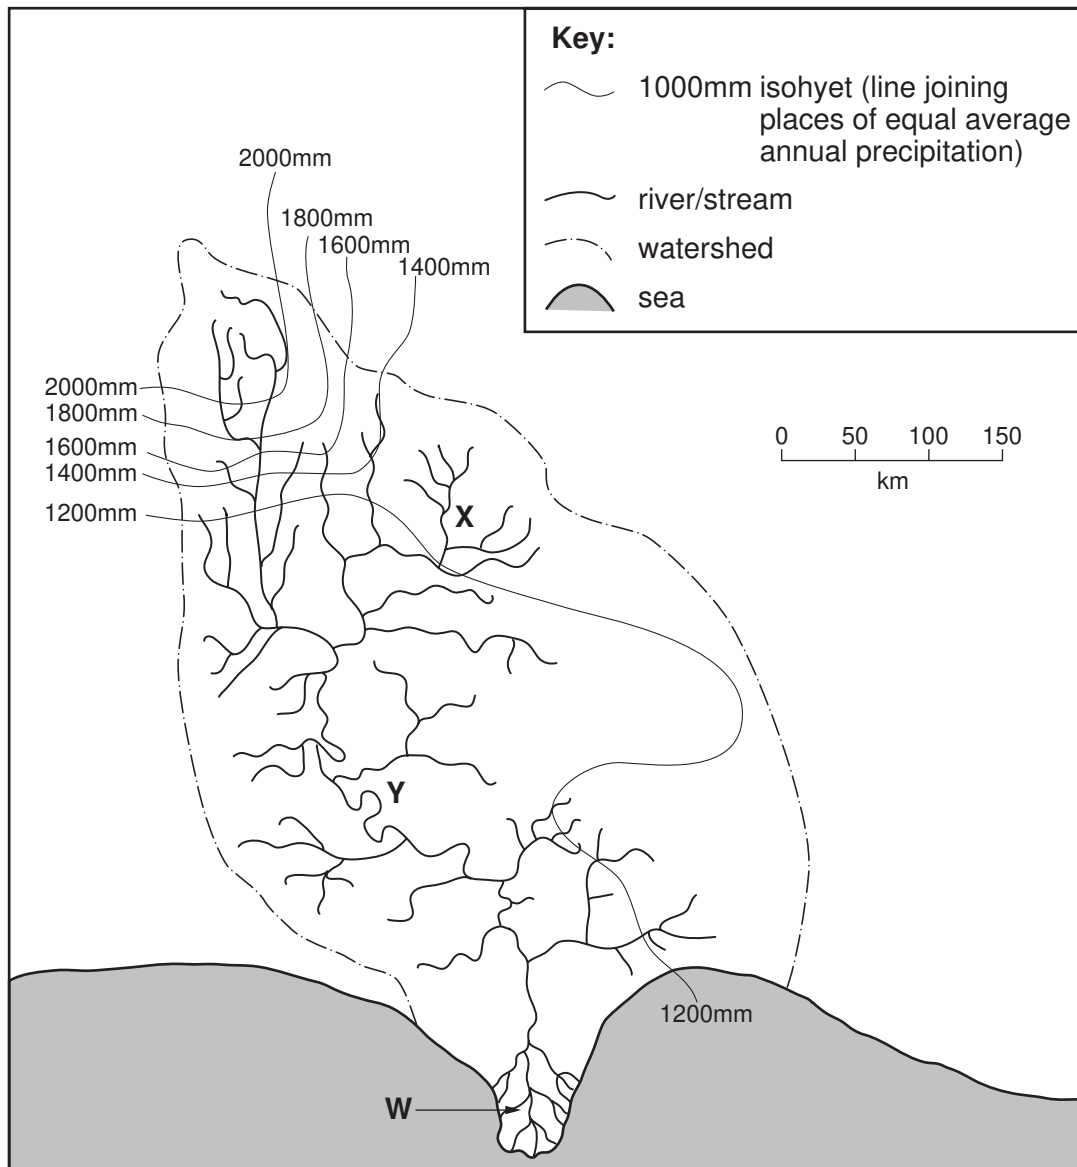 Key:
1000mm isohyet (line joining
places of equal average
annual precipitation)
river/stream
watershed
sea
2000mm
1800mm
1600mm
1400mm
2000mm
1800mm
1600mm
1400mm
1200mm
0 50 100 150
km
X
Y
1200mm
W